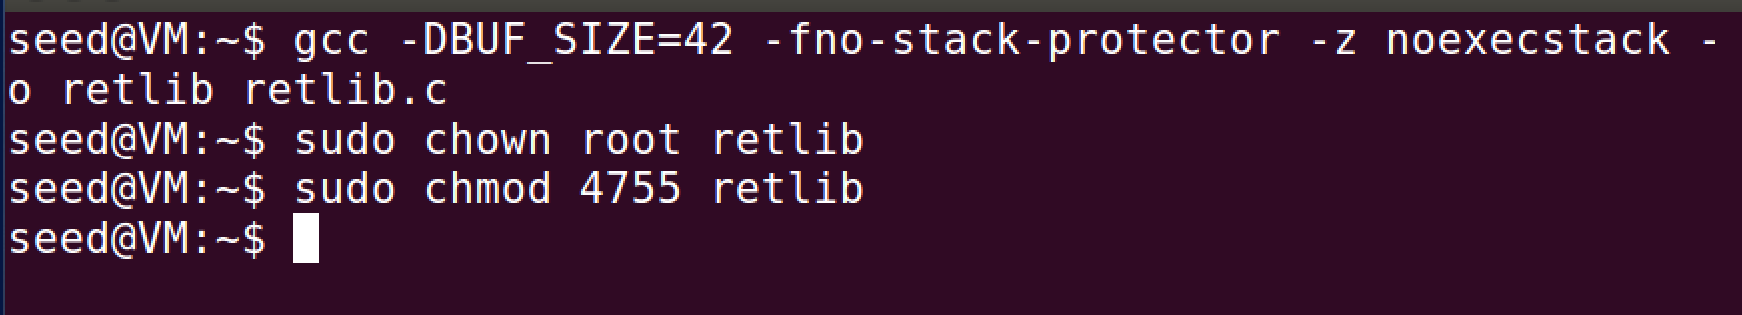 seed@VM:~$ gcc -DBUF_SIZE=42 -fno-stack-protector -z noexecstack -
o retlib retlib.c
seed@VM:~$ sudo chown root retlib
seed@VM:~$ sudo chmod 4755 retlib
seed@VM:~$